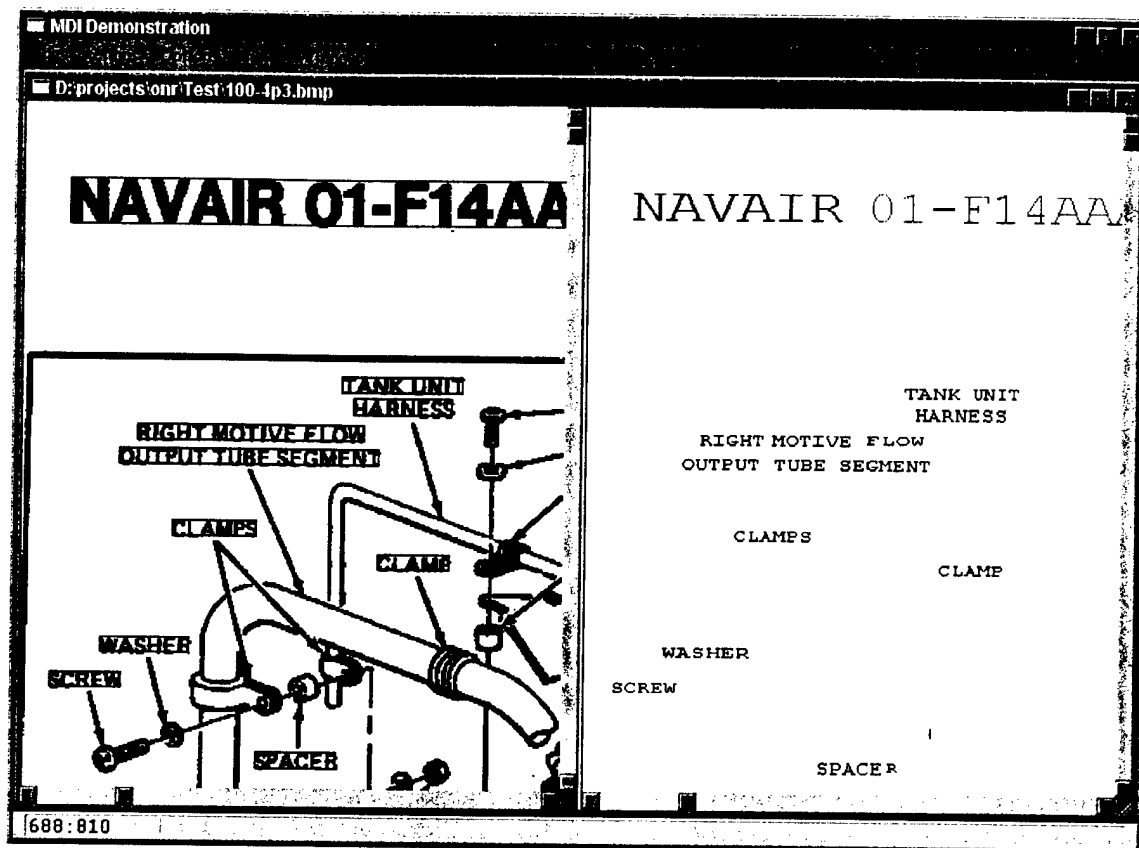 MDI Demonstration
D:\projects\onr\Test\100-4p3.bmp
NAVAIR 01-F14AA
TANK UNIT
HARNESS
RIGHT MOTIVE FLOW
OUTPUT TUBE SEGMENT
CLAMPS
CLAMP
WASHER
SCREW
SPACER
NAVAIR 01-F14AAA
TANK UNIT
HARNESS
RIGHT MOTIVE FLOW
OUTPUT TUBE SEGMENT
CLAMPS
CLAMP
WASHER
SCREW
SPACER
688:810